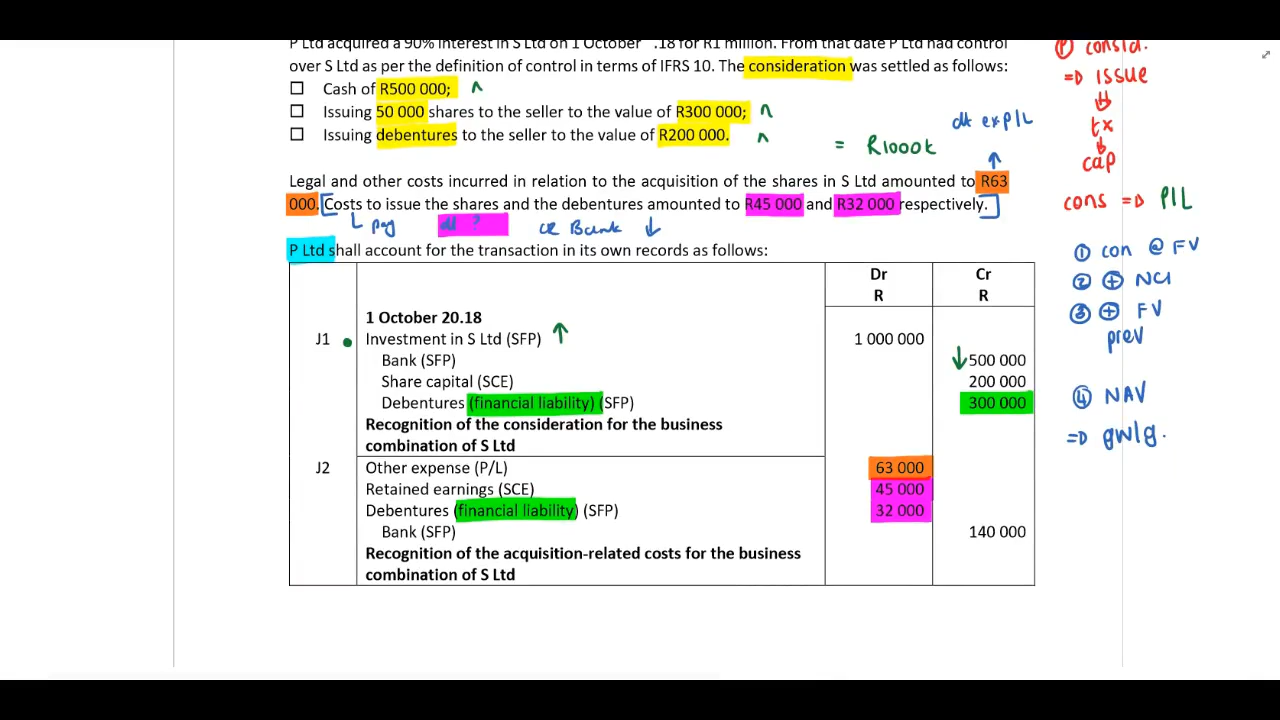 P Ltd acquired a 90% interest in S Ltd on 1 October .18 for R1 million. From that date P Ltd had control
over S Ltd as per the definition of control in terms of IFRS 10. The consideration was settled as follows:
☐ Cash of R500 000; ^
☐ Issuing 50 000 shares to the seller to the value of R300 000; ^
☐ Issuing debentures to the seller to the value of R200 000. ^
= R1000k
dt ex P/L
Legal and other costs incurred in relation to the acquisition of the shares in S Ltd amounted to R63
000. [Costs to issue the shares and the debentures amounted to R45 000 and R32 000 respectively.]
pay dt ? CR Bank ↓
P Ltd shall account for the transaction in its own records as follows:
Dr Cr
R R
1 October 20.18
J1 Investment in S Ltd (SFP) ↑ 1 000 000
Bank (SFP) ↓ 500 000
Share capital (SCE) 200 000
Debentures (financial liability) (SFP) 300 000
Recognition of the consideration for the business
combination of S Ltd
J2 Other expense (P/L) 63 000
Retained earnings (SCE) 45 000
Debentures (financial liability) (SFP) 32 000
Bank (SFP) 140 000
Recognition of the acquisition-related costs for the business
combination of S Ltd
Ⓟ consid.
⇒ issue
⇓
tx
↓
cap
cons ⇒ P/L
① con @ FV
② ⊕ NCI
③ ⊕ FV
prev
④ NAV
⇒ gw/g.